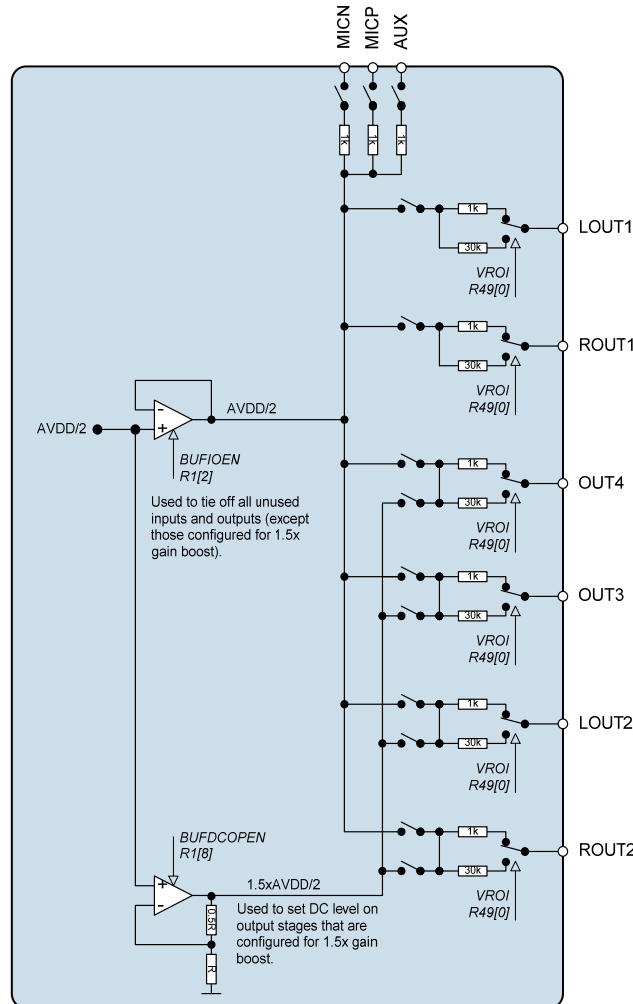 MICN
MICP
AUX
1k
1k
1k
1k
LOUT1
30k
VROI
R49[0]
1k
ROUT1
30k
VROI
R49[0]
AVDD/2
-
+
AVDD/2
BUFIOEN
R1[2]
Used to tie off all unused
inputs and outputs (except
those configured for 1.5x
gain boost).
1k
OUT4
30k
VROI
R49[0]
1k
OUT3
30k
VROI
R49[0]
1k
LOUT2
30k
VROI
R49[0]
1k
ROUT2
30k
VROI
R49[0]
BUFDCOPEN
R1[8]
+
-
1.5xAVDD/2
0.5R
R
Used to set DC level on
output stages that are
configured for 1.5x gain
boost.